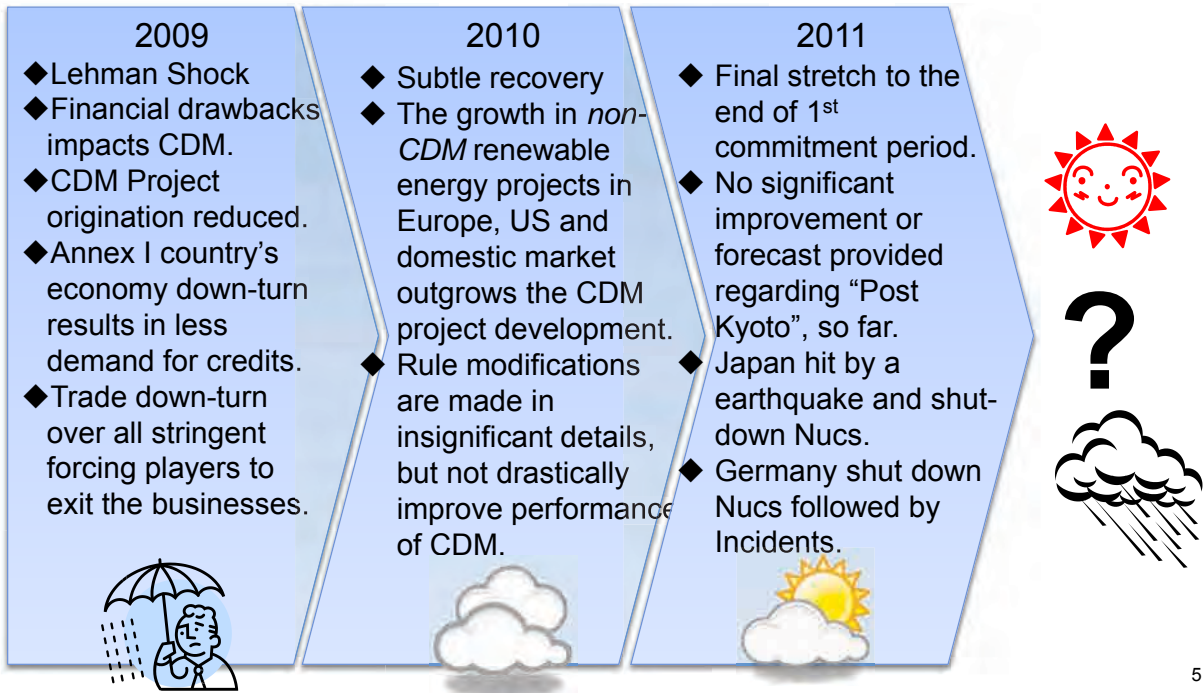 2009
◆Lehman Shock
◆Financial drawbacks
impacts CDM.
◆CDM Project
origination reduced.
◆Annex I country’s
economy down-turn
results in less
demand for credits.
◆Trade down-turn
over all stringent
forcing players to
exit the businesses.
2010
◆ Subtle recovery
◆ The growth in non-
CDM renewable
energy projects in
Europe, US and
domestic market
outgrows the CDM
project development.
◆ Rule modifications
are made in
insignificant details,
but not drastically
improve performance
of CDM.
2011
◆ Final stretch to the
end of 1st
commitment period.
◆ No significant
improvement or
forecast provided
regarding “Post
Kyoto”, so far.
◆ Japan hit by a
earthquake and shut-
down Nucs.
◆ Germany shut down
Nucs followed by
Incidents.
?
5